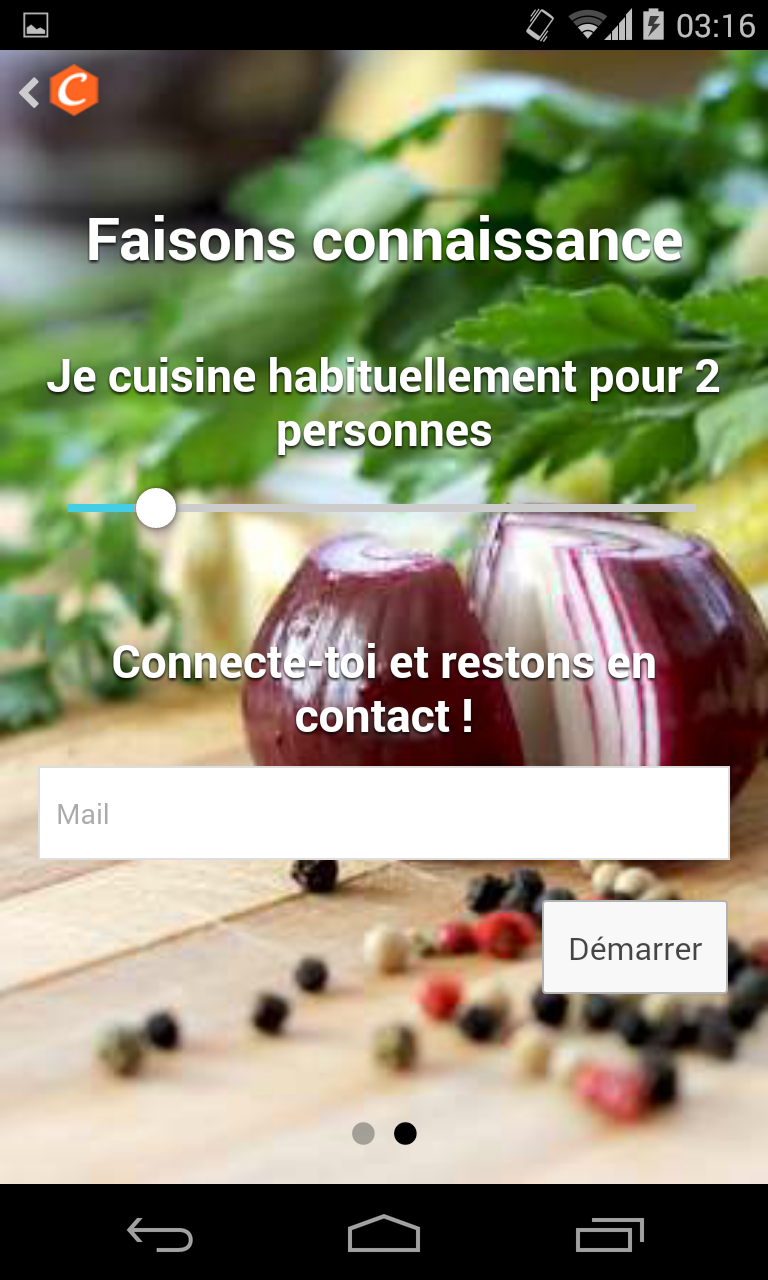 03:16
C
Faisons connaissance
Je cuisine habituellement pour 2
personnes
Connecte-toi et restons en
contact !
Mail
Démarrer